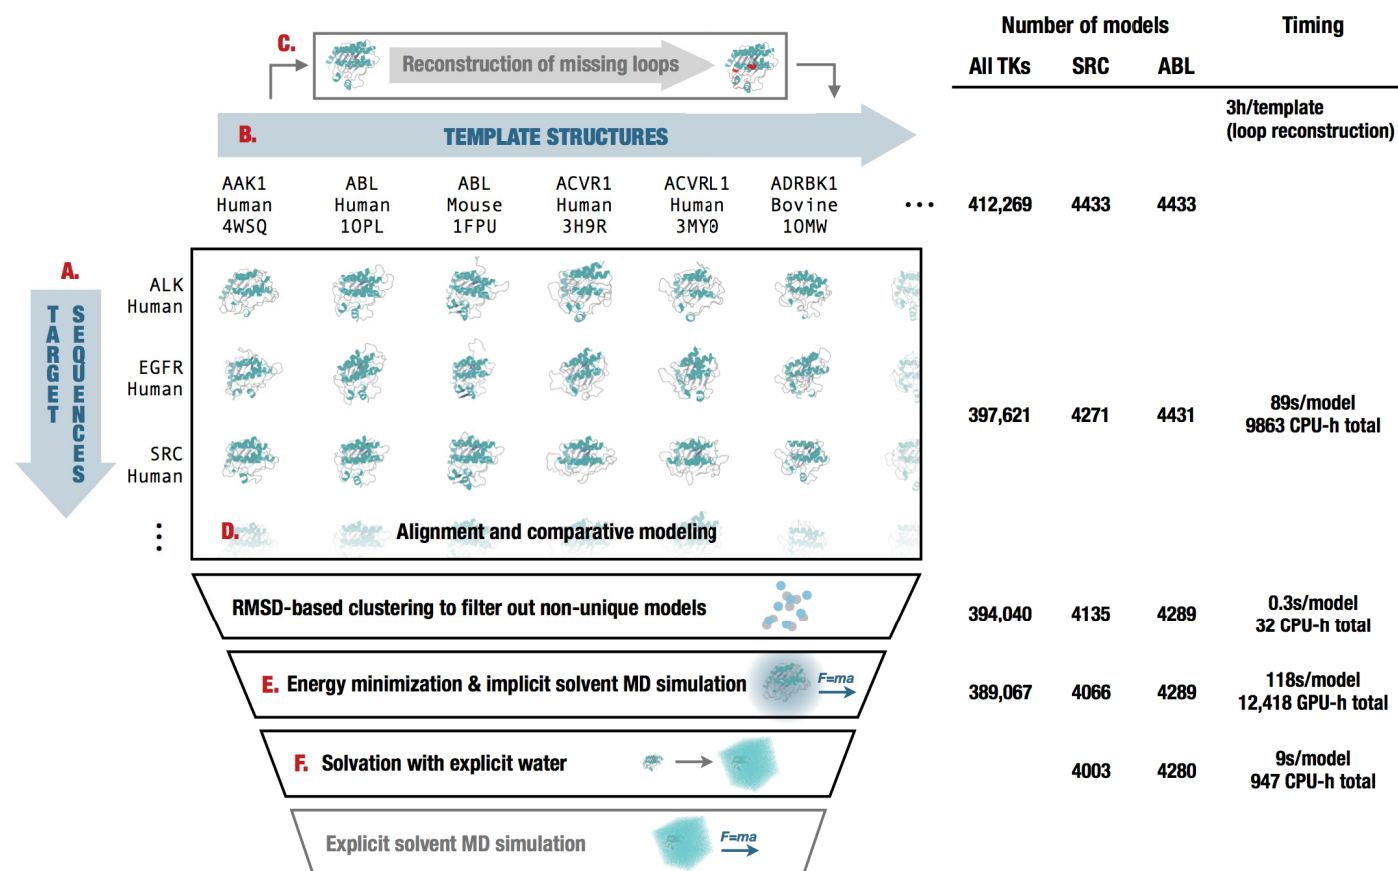 Number of models
Timing
All TKs
SRC
ABL
C.
Reconstruction of missing loops
3h/template
(loop reconstruction)
B.
TEMPLATE STRUCTURES
AAK1
Human
4WSQ
ABL
Human
1OPL
ABL
Mouse
1FPU
ACVR1
Human
3H9R
ACVRL1
Human
3MY0
ADRBK1
Bovine
1OMW
...
412,269
4433
4433
A.
TARGET
SEQUENCES
ALK
Human
EGFR
Human
SRC
Human
⋮
397,621
4271
4431
89s/model
9863 CPU-h total
D.
Alignment and comparative modeling
RMSD-based clustering to filter out non-unique models
394,040
4135
4289
0.3s/model
32 CPU-h total
E.
Energy minimization & implicit solvent MD simulation
F=ma
389,067
4066
4289
118s/model
12,418 GPU-h total
F.
Solvation with explicit water
4003
4280
9s/model
947 CPU-h total
Explicit solvent MD simulation
F=ma